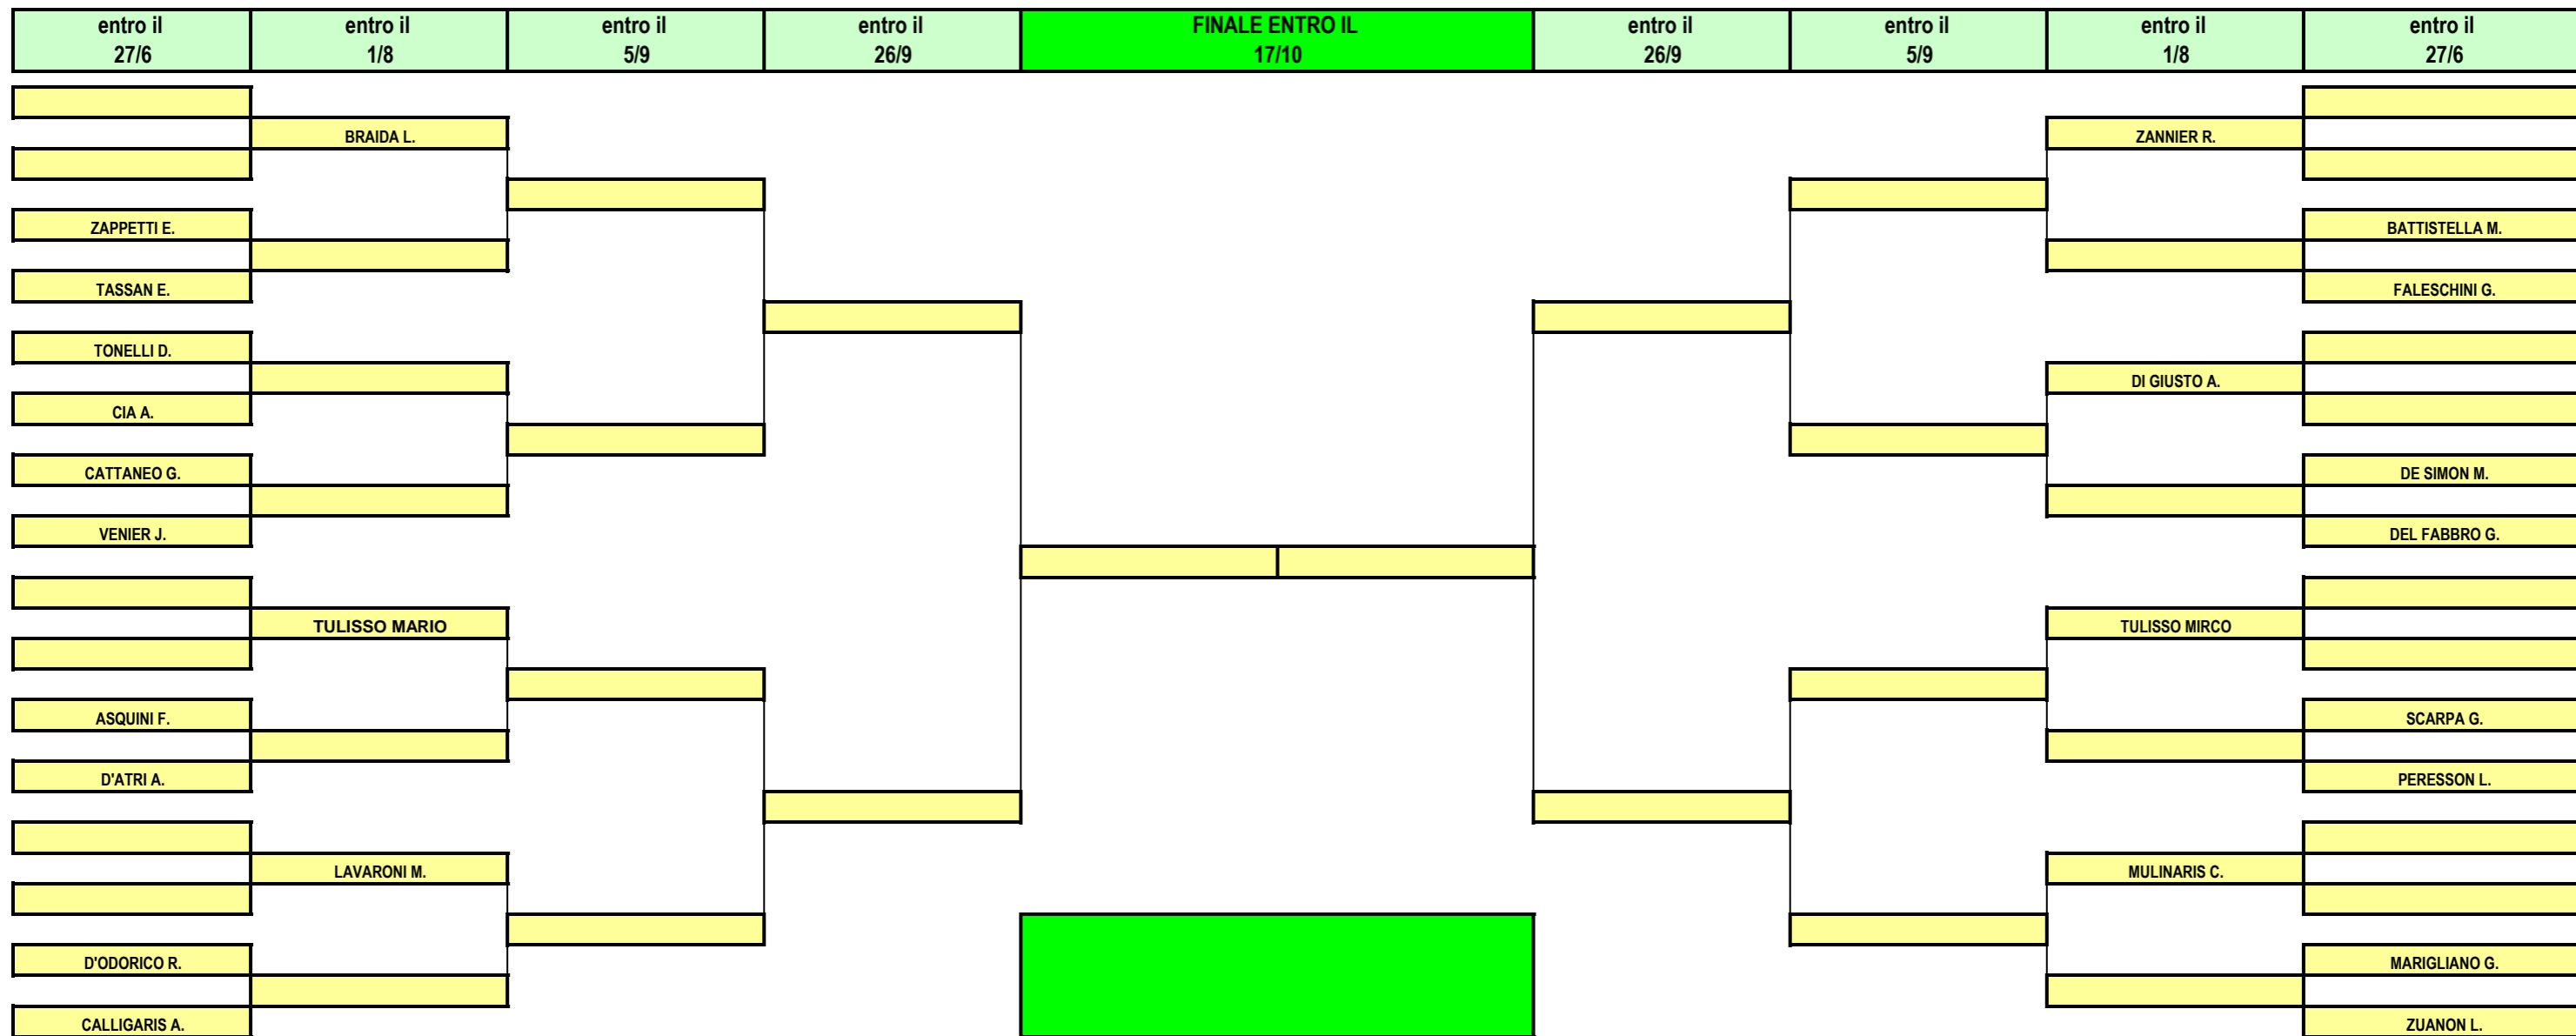 entro il entro il entro il entro il FINALE ENTRO IL entro il entro il entro il entro il
27/6 1/8 5/9 26/9 17/10 26/9 5/9 1/8 27/6
BRAIDA L. ZANNIER R.
ZAPPETTI E. BATTISTELLA M.
TASSAN E. FALESCHINI G.
TONELLI D.
DI GIUSTO A.
CIA A.
CATTANEO G. DE SIMON M.
VENIER J. DEL FABBRO G.
TULISSO MARIO TULISSO MIRCO
ASQUINI F. SCARPA G.
D'ATRI A. PERESSON L.
LAVARONI M. MULINARIS C.
D'ODORICO R. MARIGLIANO G.
CALLIGARIS A. ZUANON L.